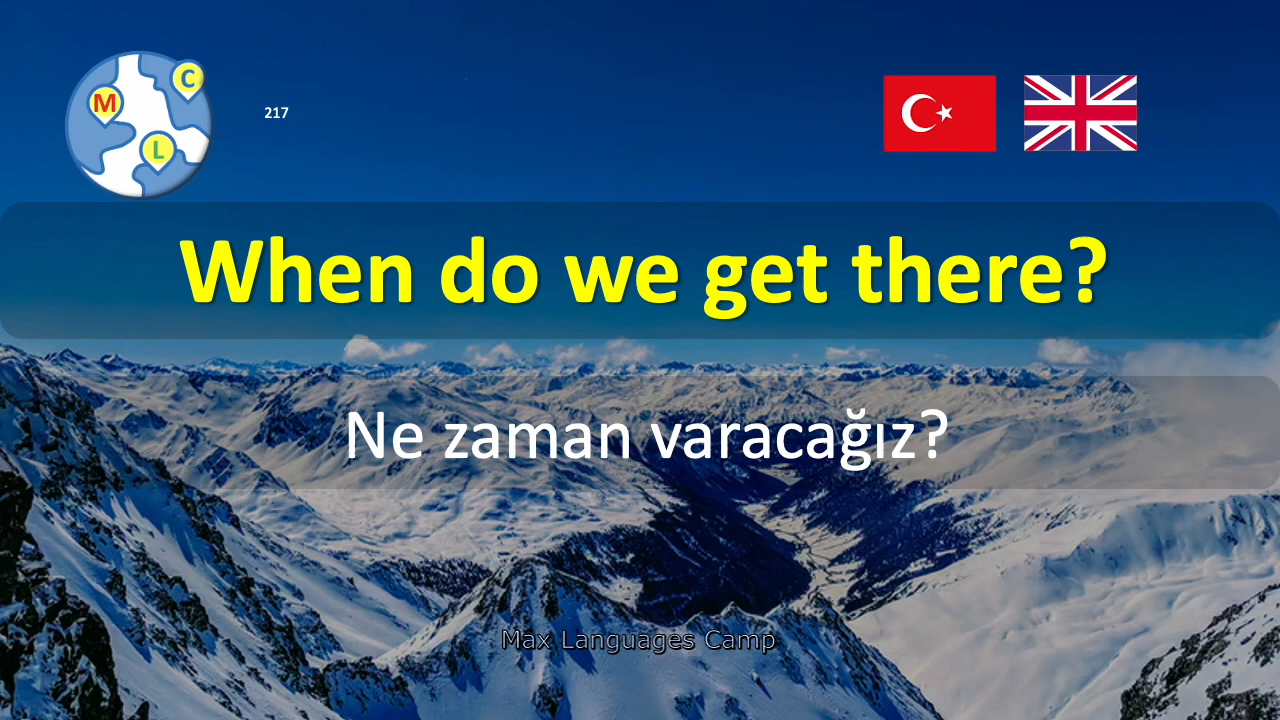 C
M
L
217
When do we get there?
Ne zaman varacağız?
Max Languages Camp